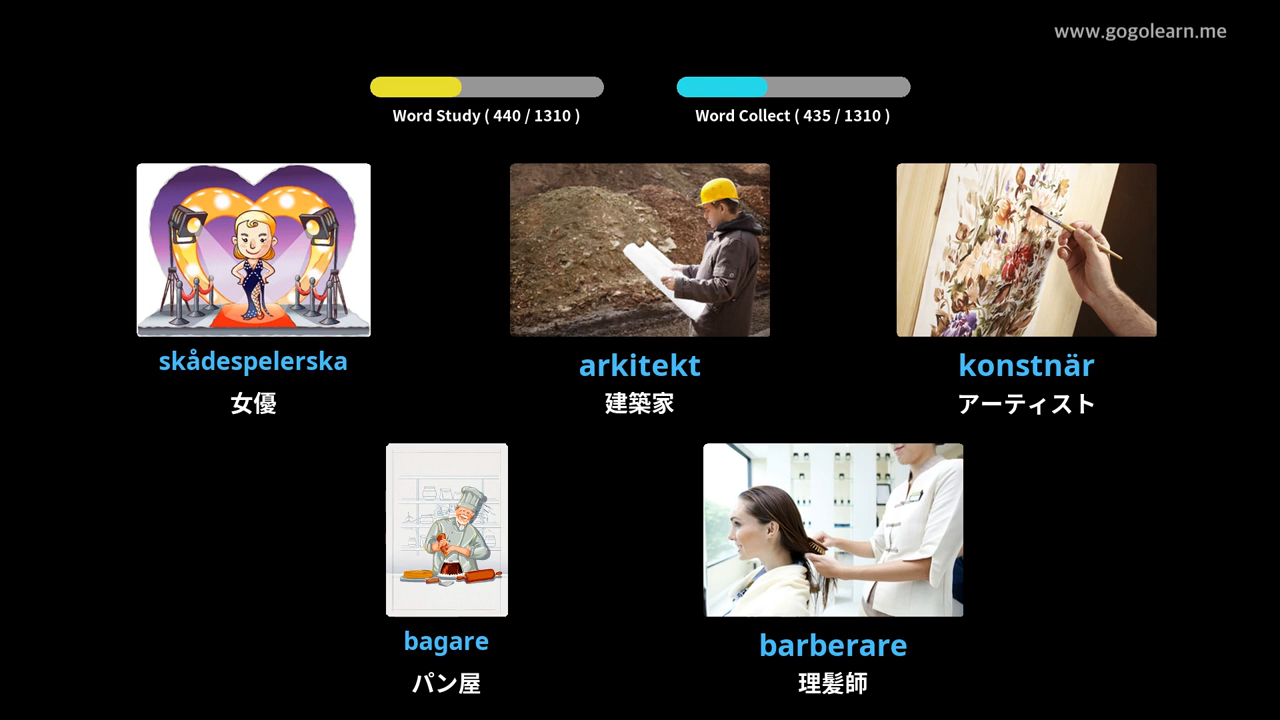 www.gogolearn.me
Word Study ( 440 / 1310 )
Word Collect ( 435 / 1310 )
skådespelerska
女優
arkitekt
建築家
konstnär
アーティスト
bagare
パン屋
barberare
理髪師